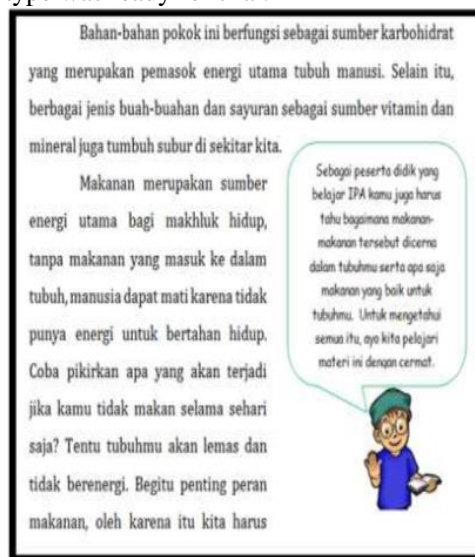 Bahan-bahan pokok ini berfungsi sebagai sumber karbohidrat
yang merupakan pemasok energi utama tubuh manusi. Selain itu,
berbagai jenis buah-buahan dan sayuran sebagai sumber vitamin dan
mineral juga tumbuh subur di sekitar kita.
Makanan merupakan sumber
energi utama bagi makhluk hidup,
tanpa makanan yang masuk ke dalam
tubuh, manusia dapat mati karena tidak
punya energi untuk bertahan hidup.
Coba pikirkan apa yang akan terjadi
jika kamu tidak makan selama sehari
saja? Tentu tubuhmu akan lemas dan
tidak berenergi. Begitu penting peran
makanan, oleh karena itu kita harus
Sebagai peserta didik yang
belajar IPA kamu juga harus
tahu bagaimana makanan-
makanan tersebut dicerna
dalam tubuhmu serta apa saja
makanan yang baik untuk
tubuhmu. Untuk mengetahui
semua itu, ayo kita pelajari
materi ini dengan cermat.